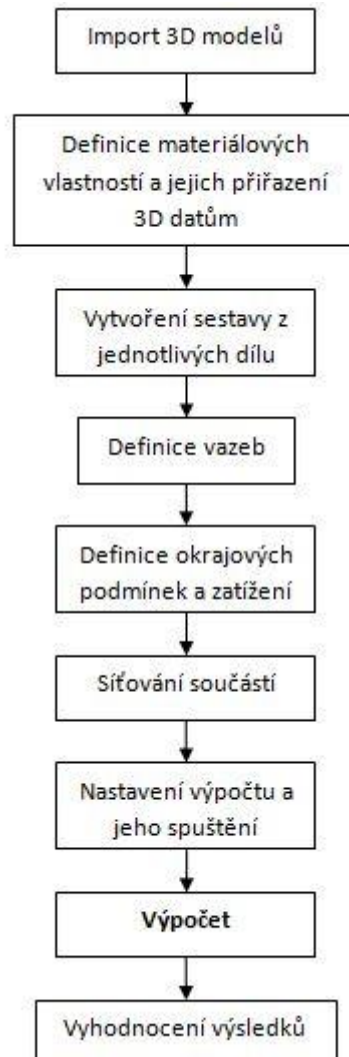 Import 3D modelů
Definice materiálových
vlastností a jejich přiřazení
3D datům
Vytvoření sestavy z
jednotlivých dílu
Definice vazeb
Definice okrajových
podmínek a zatížení
Síťování součástí
Nastavení výpočtu a
jeho spuštění
Výpočet
Vyhodnocení výsledků